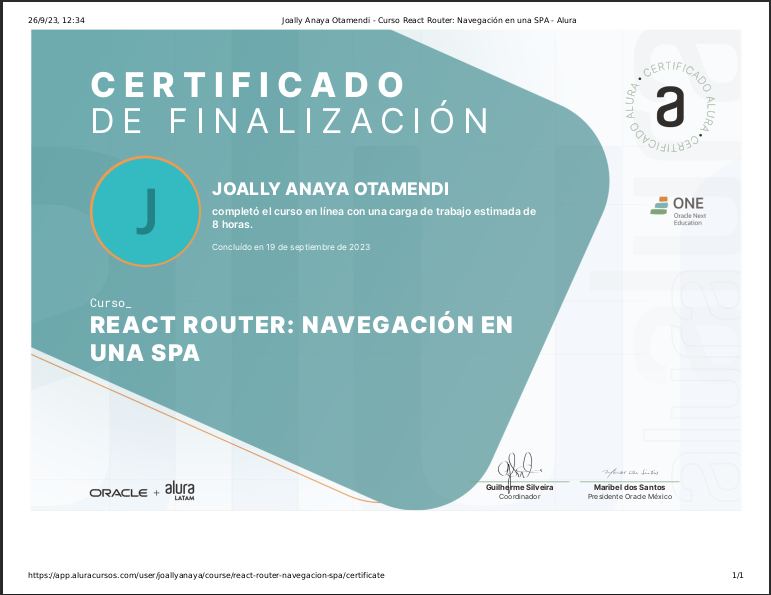 26/9/23, 12:34
Joally Anaya Otamendi - Curso React Router: Navegación en una SPA - Alura
CERTIFICADO
DE FINALIZACIÓN
CERTIFICADO ALURA • CERTIFICADO ALURA •
a
J
JOALLY ANAYA OTAMENDI
completó el curso en línea con una carga de trabajo estimada de
8 horas.
Concluído en 19 de septiembre de 2023
ONE
Oracle Next
Education
Curso_
REACT ROUTER: NAVEGACIÓN EN
UNA SPA
ORACLE + alura
LATAM
Guilherme Silveira
Coordinador
Maribel dos Santos
Presidente Oracle México
alura
https://app.aluracursos.com/user/joallyanaya/course/react-router-navegacion-spa/certificate
1/1